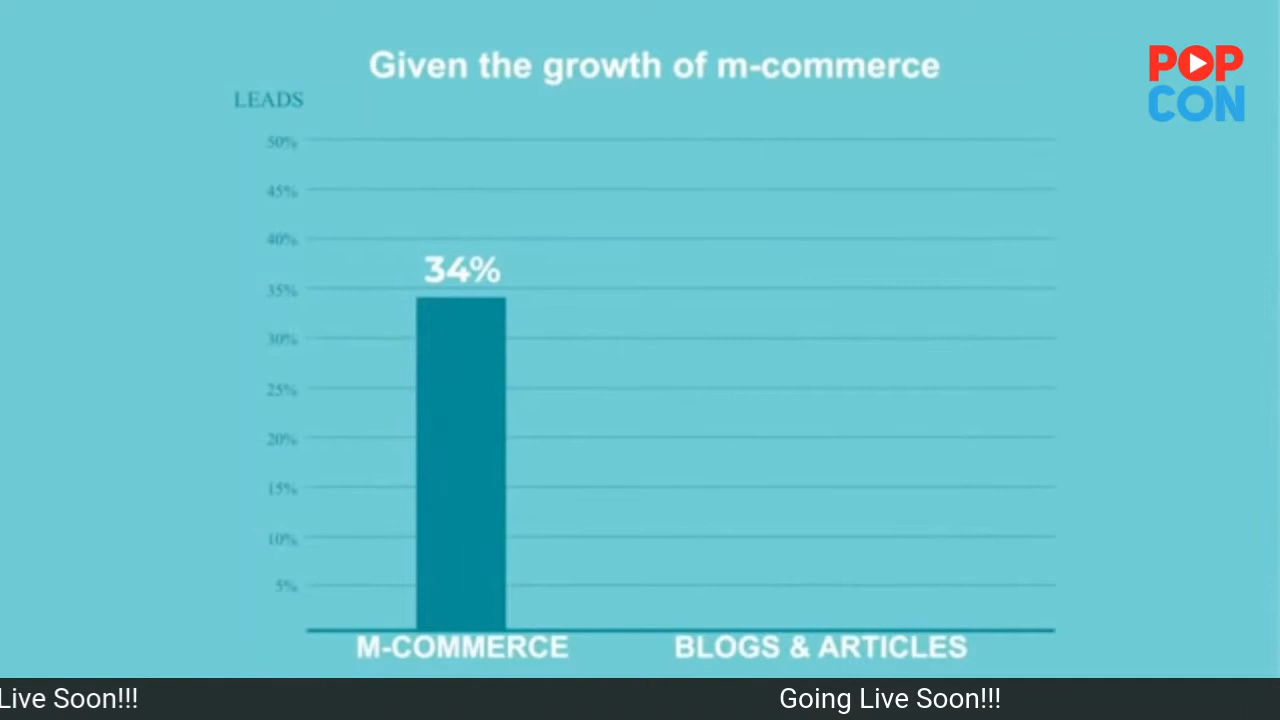 Given the growth of m-commerce
POP
CON
LEADS
50%
45%
40%
34%
35%
30%
25%
20%
15%
10%
5%
M-COMMERCE BLOGS & ARTICLES
Live Soon!!! Going Live Soon!!!